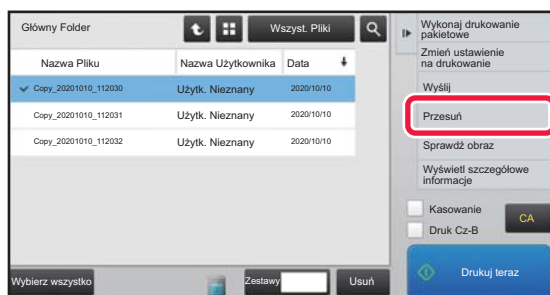 Główny Folder
Wszyst. Pliki
Nazwa Pliku Nazwa Użytkownika Data
Copy_20201010_112030 Użytk. Nieznany 2020/10/10
Copy_20201010_112031 Użytk. Nieznany 2020/10/10
Copy_20201010_112032 Użytk. Nieznany 2020/10/10
Wybierz wszystko Zestawy Usuń
Wykonaj drukowanie
pakietowe
Zmień ustawienie
na drukowanie
Wyślij
Przesuń
Sprawdź obraz
Wyświetl szczegółowe
informacje
Kasowanie
Druk Cz-B
CA
Drukuj teraz